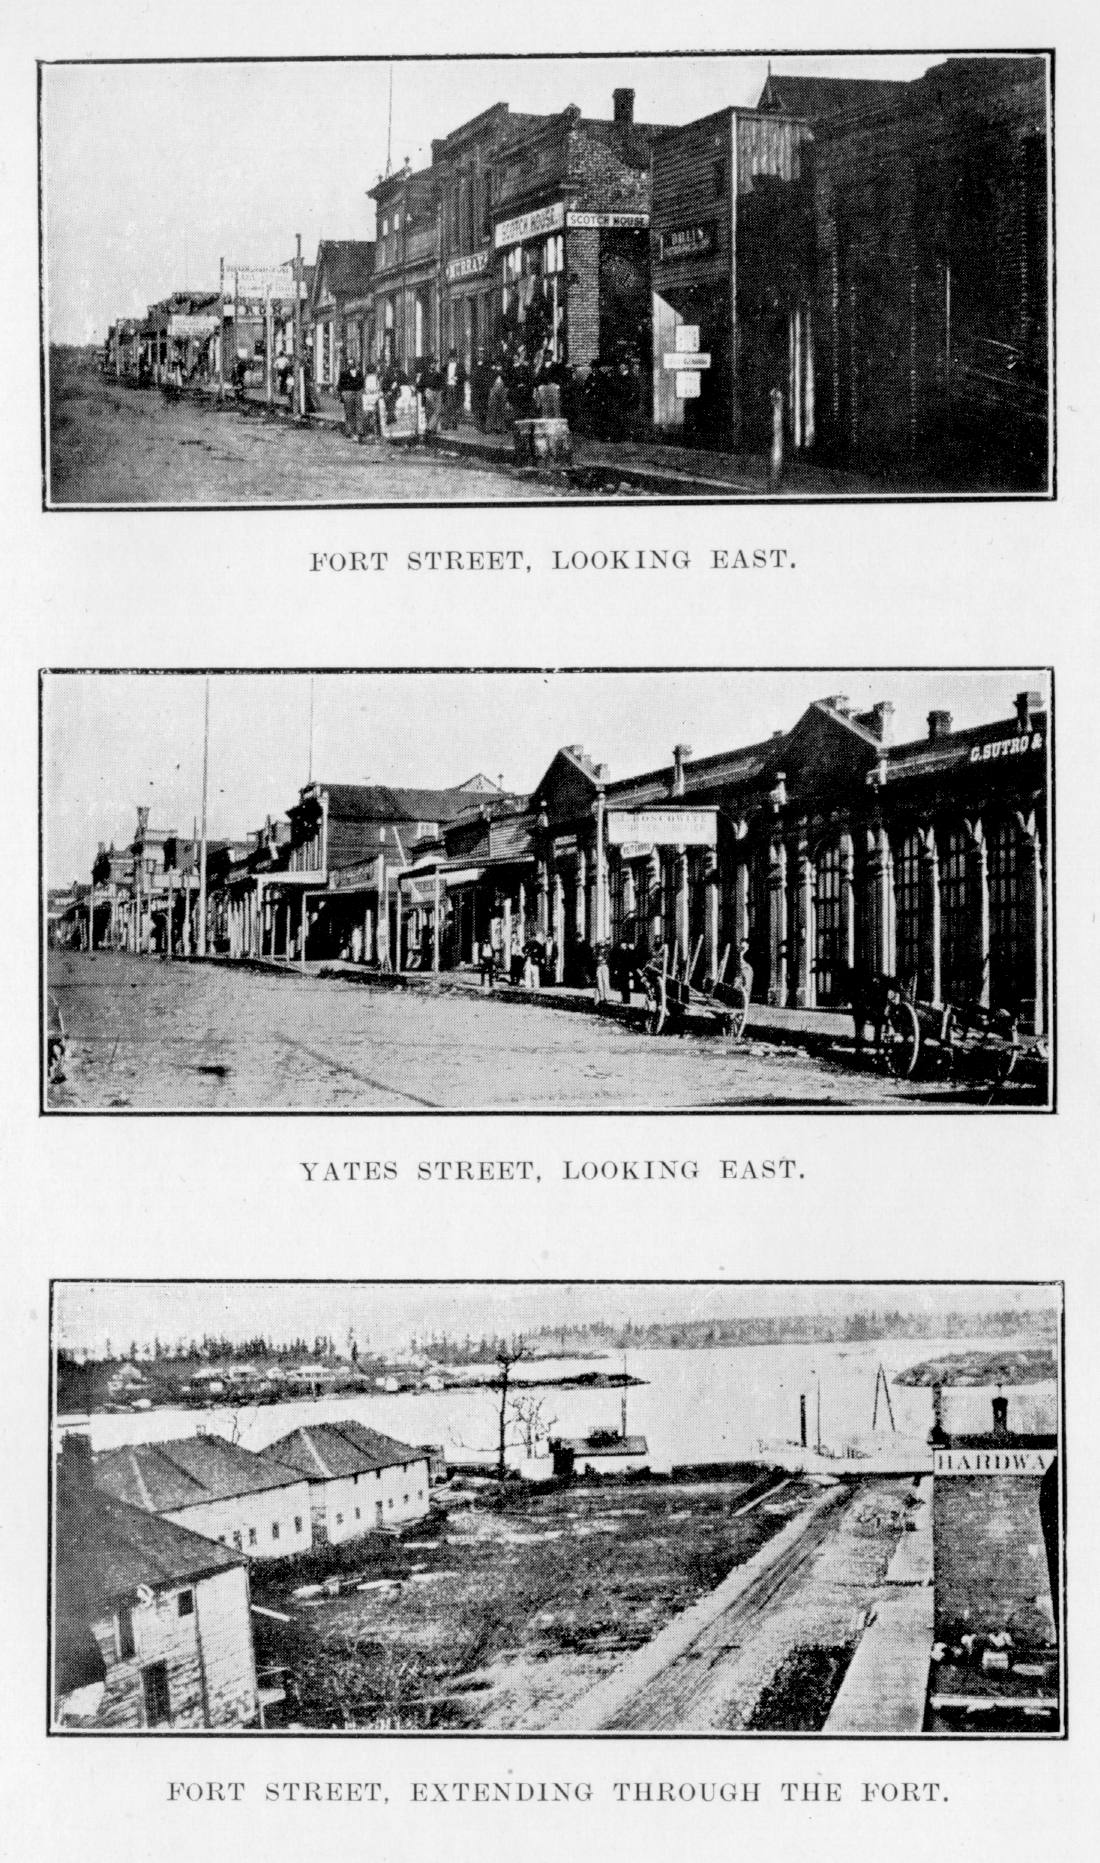 SCOTCH HOUSE
SCOTCH HOUSE
MURRAY
FORT STREET, LOOKING EAST.
C. SUTRO &
YATES STREET, LOOKING EAST.
HARDWA
FORT STREET, EXTENDING THROUGH THE FORT.